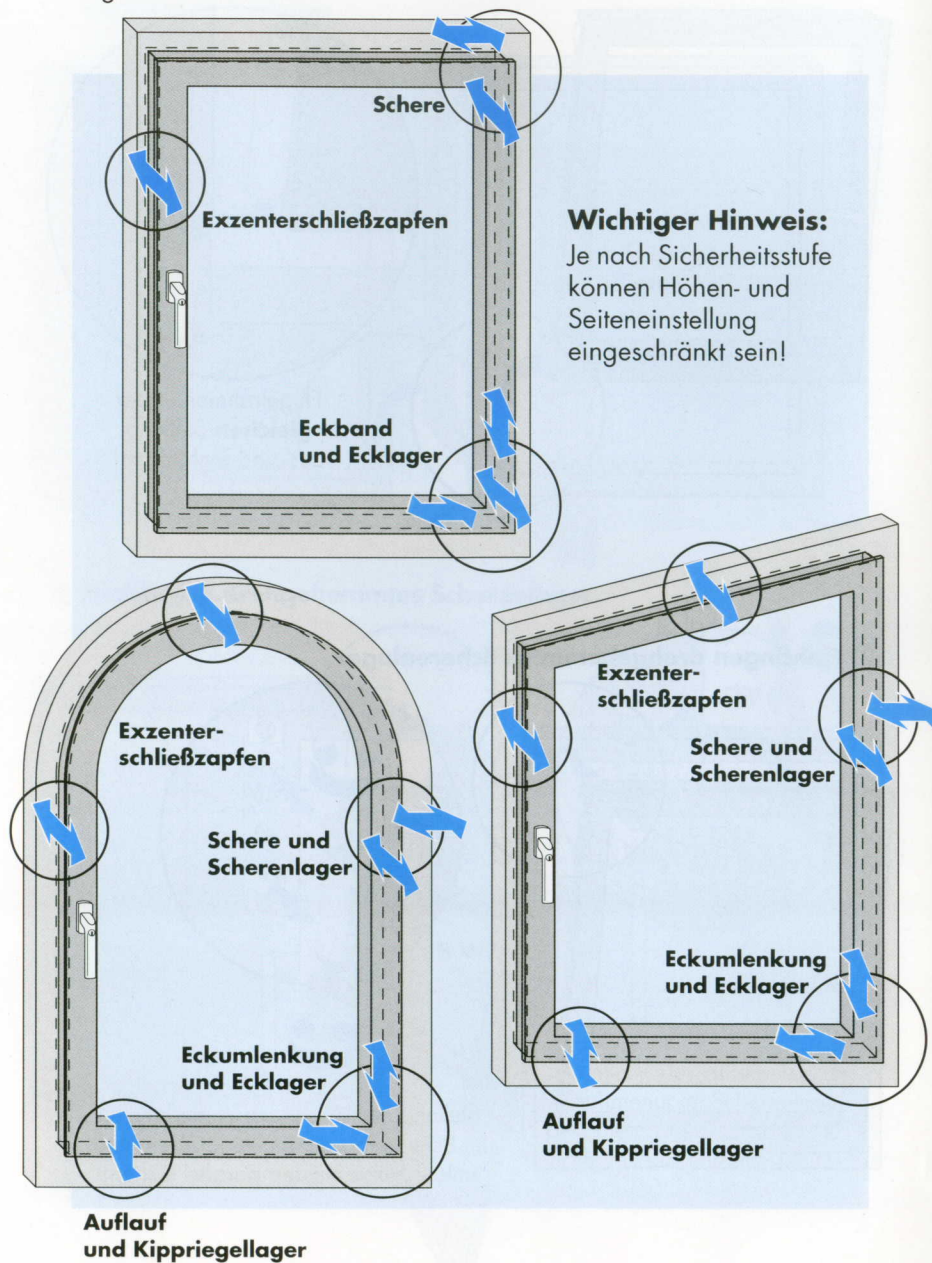 Schere
Exzenterschließzapfen
Wichtiger Hinweis:
Je nach Sicherheitsstufe
können Höhen- und
Seiteneinstellung
eingeschränkt sein!
Eckband
und Ecklager
Exzenter-
schließzapfen
Schere und
Scherenlager
Eckumlenkung
und Ecklager
Auflauf
und Kippriegellager
Exzenter-
schließzapfen
Schere und
Scherenlager
Eckumlenkung
und Ecklager
Auflauf
und Kippriegellager